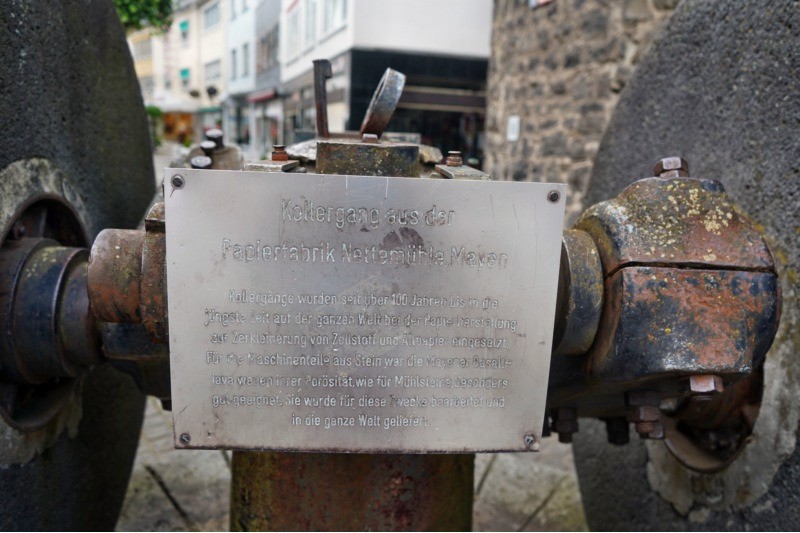 Kollergang aus der
Papierfabrik Nettemühle Mayen
Kollergänge wurden seit über 100 Jahren bis in die
jüngste Zeit auf der ganzen Welt bei der Papierherstellung
zur Zerkleinerung von Zellstoff und Altpapier eingesetzt.
Für die Maschinenteile aus Stein war die Mayener Basalt-
lava wegen ihrer Porösität, wie für Mühlsteine, besonders
gut geeignet. Sie wurde für diese Zwecke bearbeitet und
in die ganze Welt geliefert.